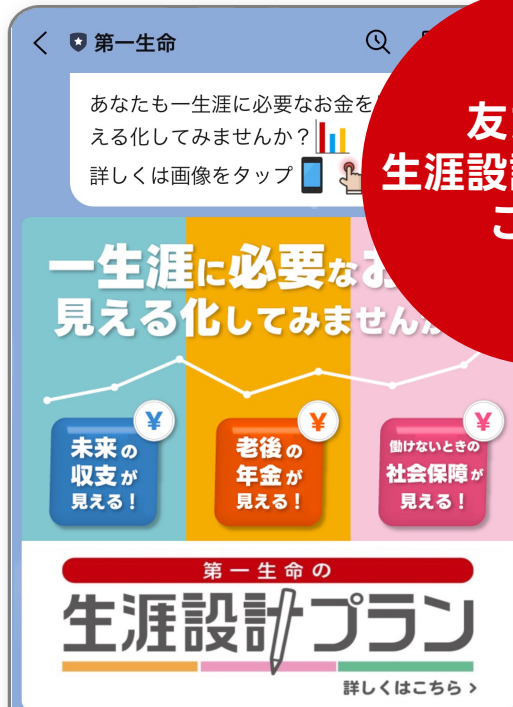 第一生命
あなたも一生涯に必要なお金を
える化してみませんか?
詳しくは画像をタップ
友
生涯設
一生涯に必要な
見える化してみません
¥
¥
¥
未来の
収支が
見える!
老後の
年金が
見える!
働けないときの
社会保障が
見える!
第一生命の
生涯設計プラン
詳しくはこちら >